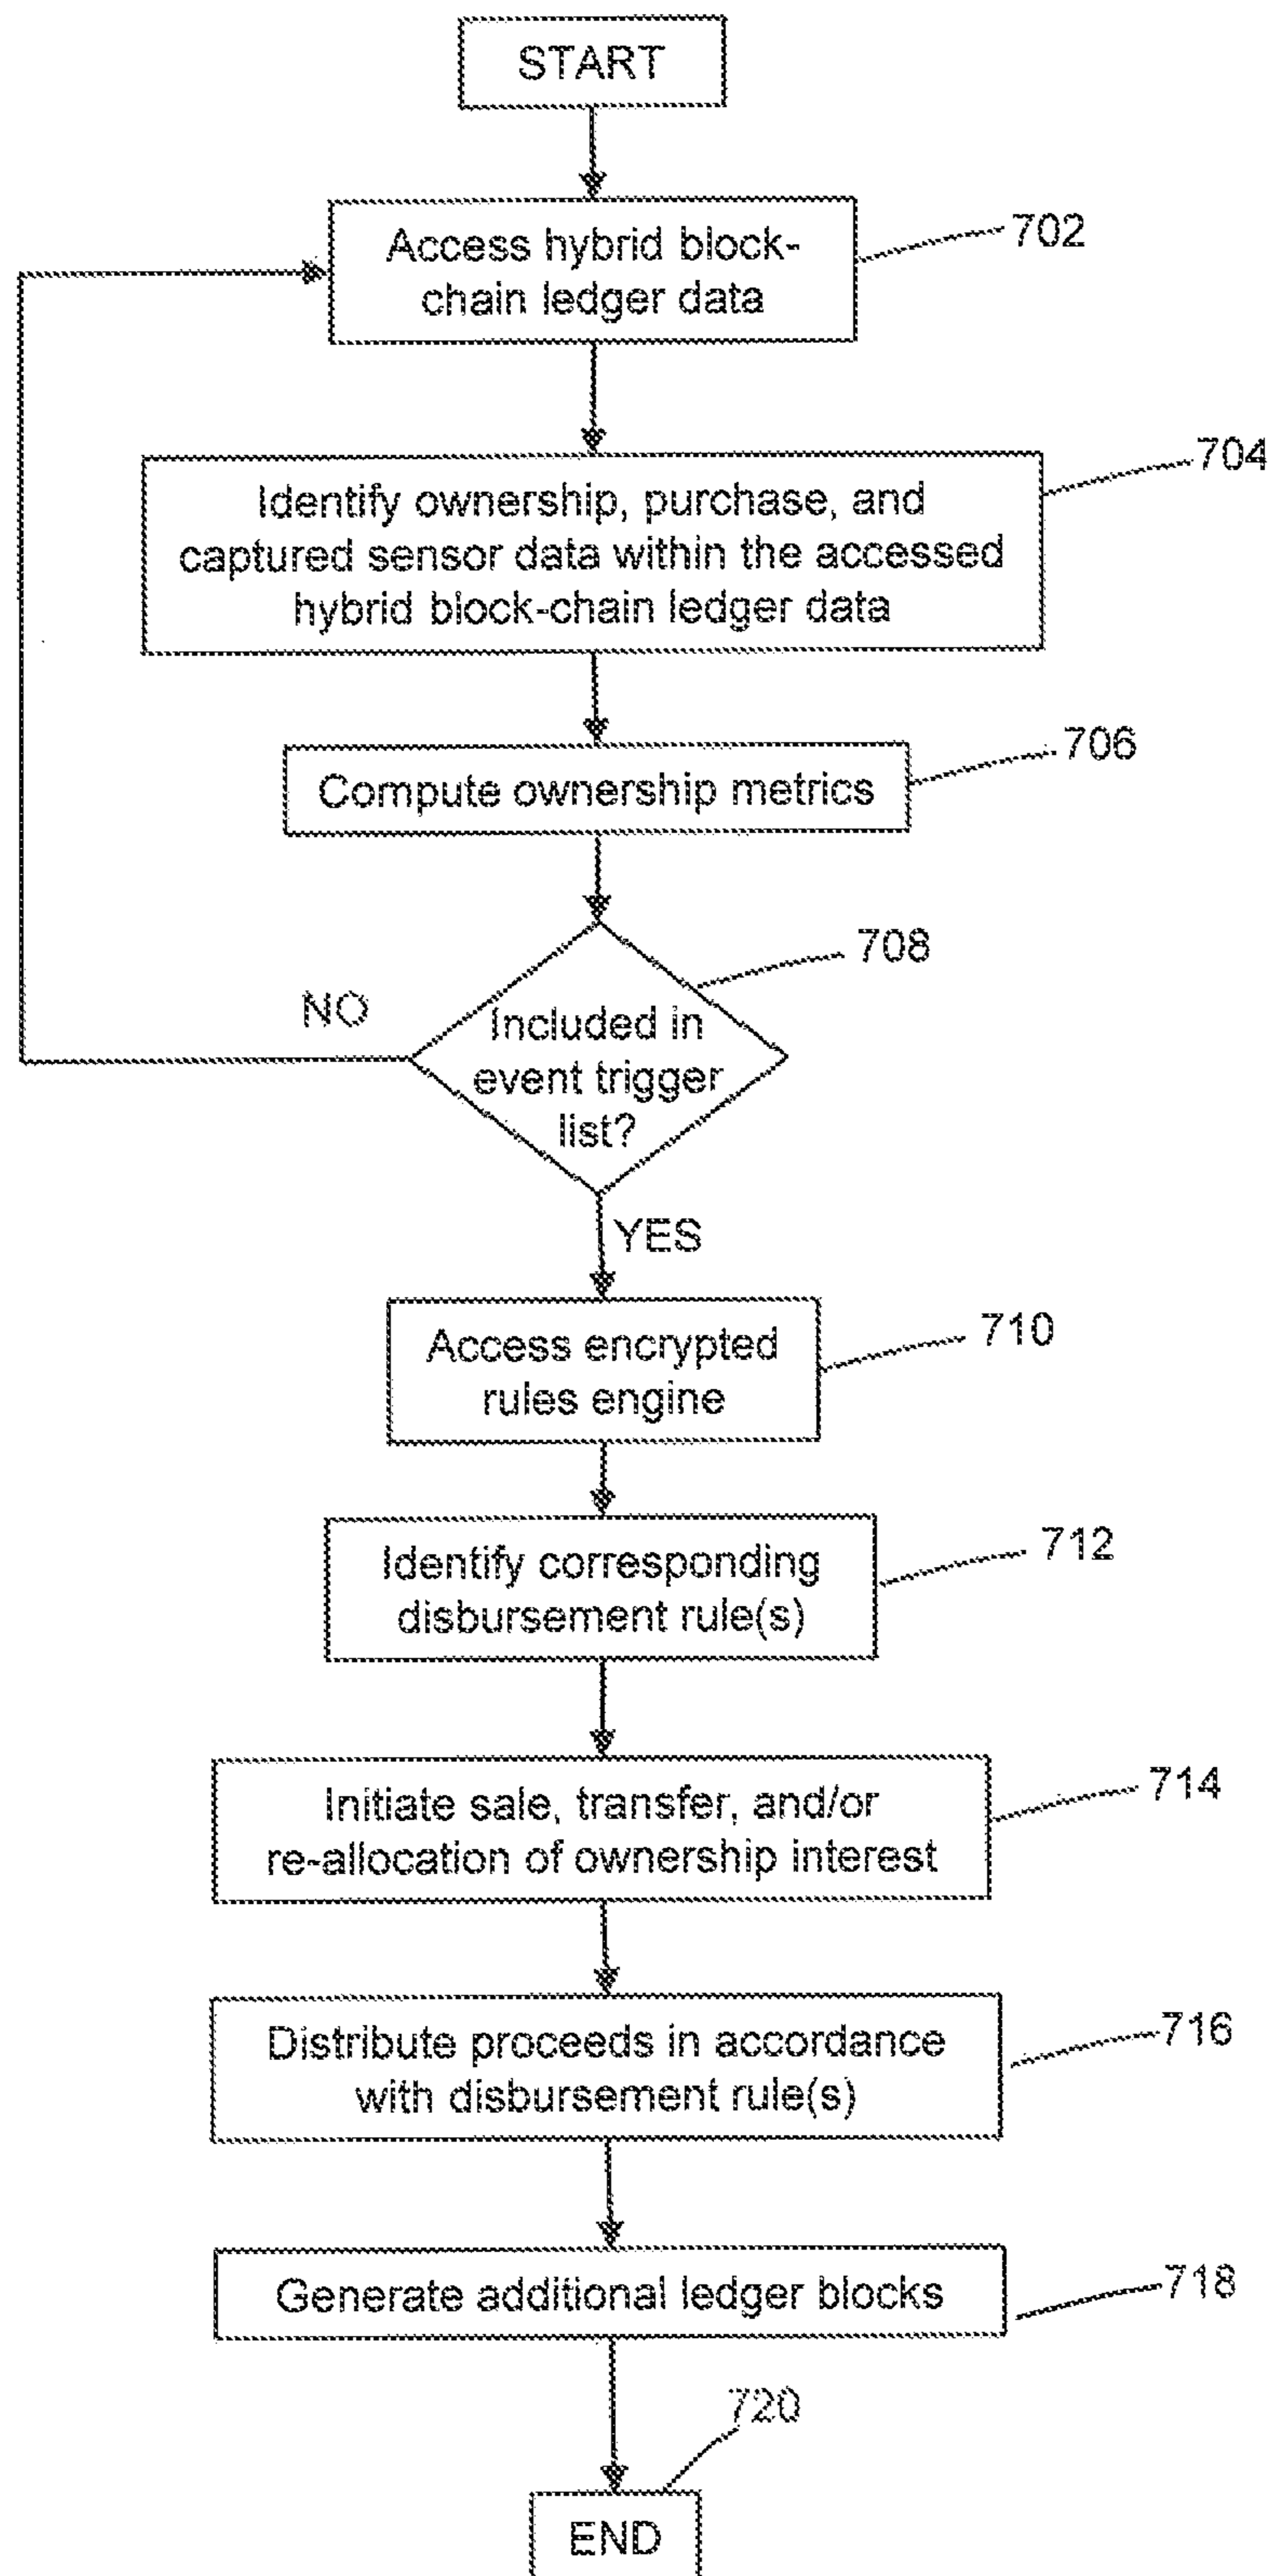 START
Access hybrid block-
chain ledger data
702
Identify ownership, purchase, and
captured sensor data within the accessed
hybrid block-chain ledger data
704
Compute ownership metrics
706
Included in
event trigger
list?
708
NO
YES
Access encrypted
rules engine
710
Identify corresponding
disbursement rule(s)
712
Initiate sale, transfer, and/or
re-allocation of ownership interest
714
Distribute proceeds in accordance
with disbursement rule(s)
716
Generate additional ledger blocks
718
720
END